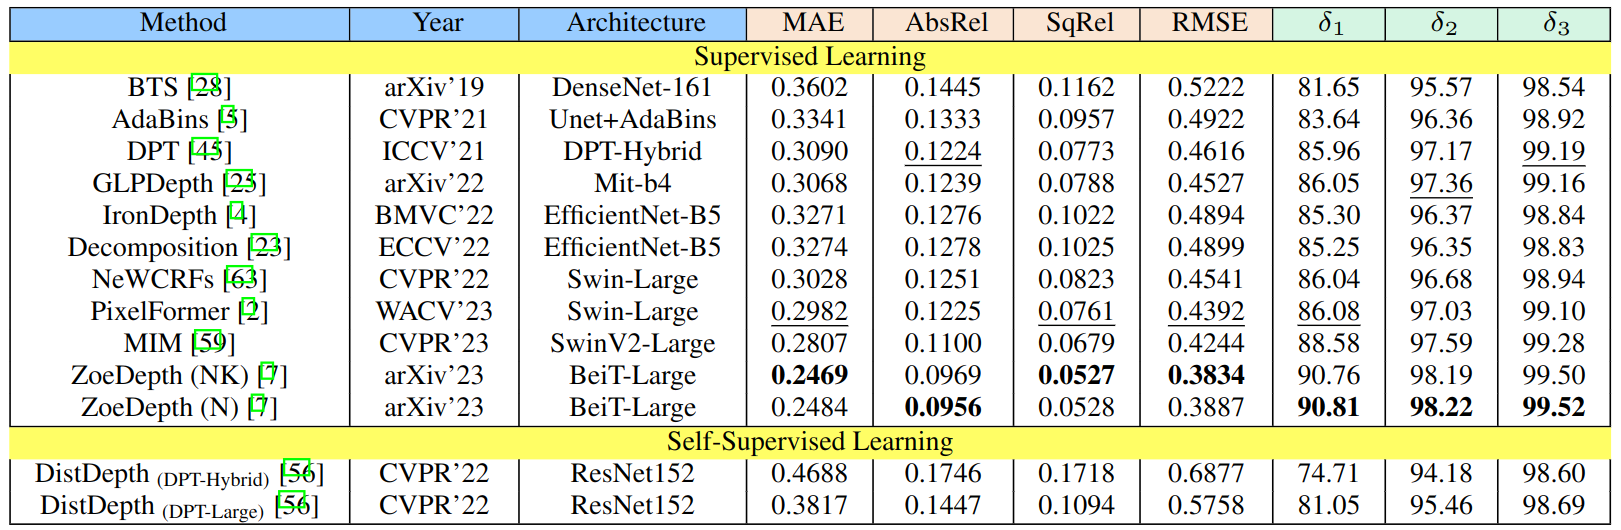 Method Year Architecture MAE AbsRel SqRel RMSE δ1 δ2 δ3
Supervised Learning
BTS [28] arXiv’19 DenseNet-161 0.3602 0.1445 0.1162 0.5222 81.65 95.57 98.54
AdaBins [5] CVPR’21 Unet+AdaBins 0.3341 0.1333 0.0957 0.4922 83.64 96.36 98.92
DPT [45] ICCV’21 DPT-Hybrid 0.3090 0.1224 0.0773 0.4616 85.96 97.17 99.19
GLPDepth [25] arXiv’22 Mit-b4 0.3068 0.1239 0.0788 0.4527 86.05 97.36 99.16
IronDepth [4] BMVC’22 EfficientNet-B5 0.3271 0.1276 0.1022 0.4894 85.30 96.37 98.84
Decomposition [23] ECCV’22 EfficientNet-B5 0.3274 0.1278 0.1025 0.4899 85.25 96.35 98.83
NeWCRFs [63] CVPR’22 Swin-Large 0.3028 0.1251 0.0823 0.4541 86.04 96.68 98.94
PixelFormer [2] WACV’23 Swin-Large 0.2982 0.1225 0.0761 0.4392 86.08 97.03 99.10
MIM [59] CVPR’23 SwinV2-Large 0.2807 0.1100 0.0679 0.4244 88.58 97.59 99.28
ZoeDepth (NK) [7] arXiv’23 BeiT-Large 0.2469 0.0969 0.0527 0.3834 90.76 98.19 99.50
ZoeDepth (N) [7] arXiv’23 BeiT-Large 0.2484 0.0956 0.0528 0.3887 90.81 98.22 99.52
Self-Supervised Learning
DistDepth (DPT-Hybrid) [56] CVPR’22 ResNet152 0.4688 0.1746 0.1718 0.6877 74.71 94.18 98.60
DistDepth (DPT-Large) [56] CVPR’22 ResNet152 0.3817 0.1447 0.1094 0.5758 81.05 95.46 98.69